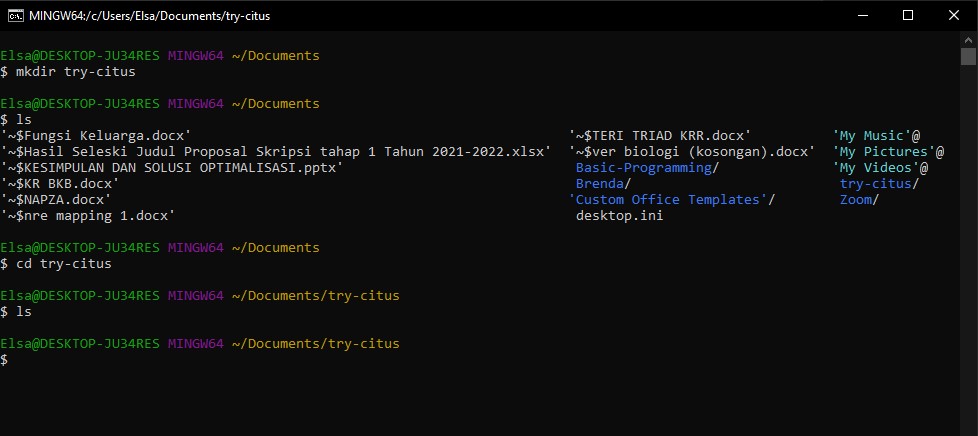 MINGW64:/c/Users/Elsa/Documents/try-citus
Elsa@DESKTOP-JU34RES MINGW64 ~/Documents
$ mkdir try-citus
Elsa@DESKTOP-JU34RES MINGW64 ~/Documents
$ ls
'~$Fungsi Keluarga.docx' '~$TERI TRIAD KRR.docx' 'My Music'@
'~$Hasil Seleski Judul Proposal Skripsi tahap 1 Tahun 2021-2022.xlsx' '~$ver biologi (kosongan).docx' 'My Pictures'@
'~$KESIMPULAN DAN SOLUSI OPTIMALISASI.pptx' Basic-Programming/ 'My Videos'@
'~$KR BKB.docx' Brenda/ try-citus/
'~$NAPZA.docx' 'Custom Office Templates'/ Zoom/
'~$nre mapping 1.docx' desktop.ini
Elsa@DESKTOP-JU34RES MINGW64 ~/Documents
$ cd try-citus
Elsa@DESKTOP-JU34RES MINGW64 ~/Documents/try-citus
$ ls
Elsa@DESKTOP-JU34RES MINGW64 ~/Documents/try-citus
$